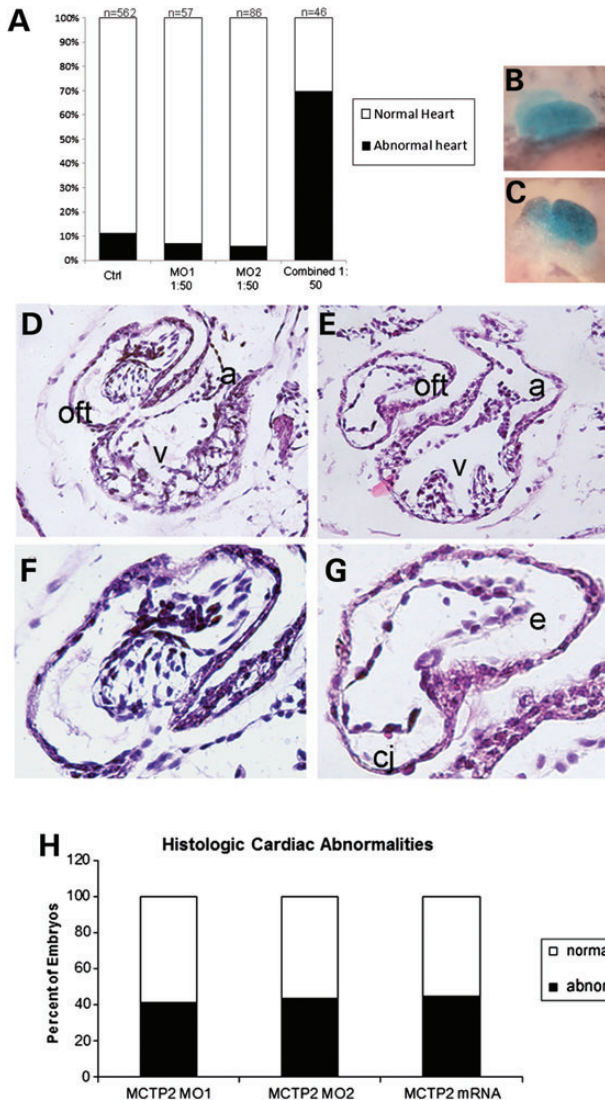 A
n=562 n=57 n=86 n=46
100%
90%
80%
70%
60%
50%
40%
30%
20%
10%
0%
Ctrl
MO1 1:50
MO2 1:50
Combined 1: 50
Normal Heart
Abnormal heart
B
C
D
oft
a
v
E
oft
a
v
F
G
e
cj
H
Histologic Cardiac Abnormalities
Percent of Embryos
120
100
80
60
40
20
0
MCTP2 MO1
MCTP2 MO2
MCTP2 mRNA
norma
abnor